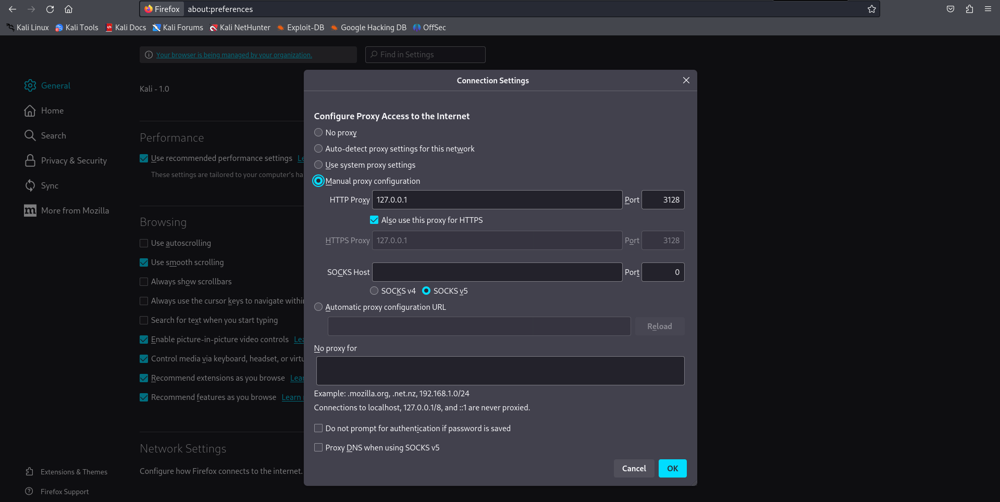 Firefox about:preferences
Kali Linux Kali Tools Kali Docs Kali Forums Kali NetHunter Exploit-DB Google Hacking DB OffSec
Your browser is being managed by your organization.
Find in Settings
General
Home
Search
Privacy & Security
Sync
More from Mozilla
Extensions & Themes
Firefox Support
Kali - 1.0
Performance
Use recommended performance settings
These settings are tailored to your computer's ha
Browsing
Use autoscrolling
Use smooth scrolling
Always show scrollbars
Always use the cursor keys to navigate within
Search for text when you start typing
Enable picture-in-picture video controls
Control media via keyboard, headset, or virtu
Recommend extensions as you browse Lear
Recommend features as you browse Learn
Network Settings
Configure how Firefox connects to the internet.
Connection Settings
Configure Proxy Access to the Internet
No proxy
Auto-detect proxy settings for this network
Use system proxy settings
Manual proxy configuration
HTTP Proxy 127.0.0.1 Port 3128
Also use this proxy for HTTPS
HTTPS Proxy 127.0.0.1 Port 3128
SOCKS Host Port 0
SOCKS v4 SOCKS v5
Automatic proxy configuration URL
Reload
No proxy for
Example: .mozilla.org, .net.nz, 192.168.1.0/24
Connections to localhost, 127.0.0.1/8, and ::1 are never proxied.
Do not prompt for authentication if password is saved
Proxy DNS when using SOCKS v5
Cancel OK